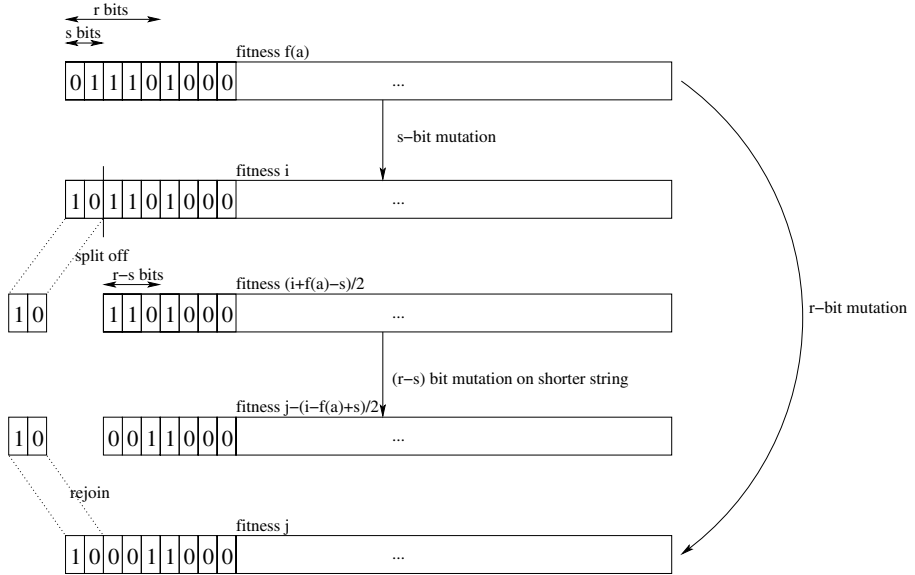 r bits
s bits
fitness f(a)
0 1 1 1 0 1 0 0 0 ...
s−bit mutation
fitness i
1 0 1 1 0 1 0 0 0 ...
split off
r−s bits
fitness (i+f(a)−s)/2
1 0 1 1 0 1 0 0 0 ...
r−bit mutation
(r−s) bit mutation on shorter string
fitness j−(i−f(a)+s)/2
1 0 0 0 1 1 0 0 0 ...
rejoin
fitness j
1 0 0 0 1 1 0 0 0 ...